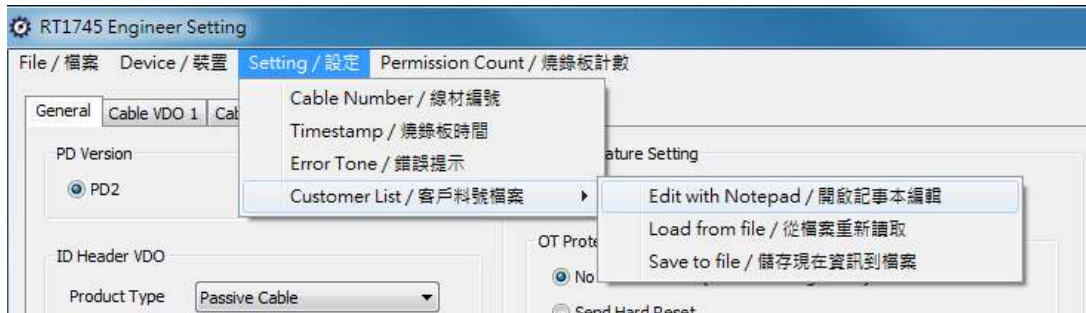 RT1745 Engineer Setting
File / 檔案 Device / 裝置 Setting / 設定 Permission Count / 燒錄板計數
Cable Number / 線材編號
Timestamp / 燒錄板時間
Error Tone / 錯誤提示
Customer List / 客戶料號檔案
Edit with Notepad / 開啟記事本編輯
Load from file / 從檔案重新讀取
Save to file / 儲存現在資訊到檔案
General Cable VDO 1
PD Version
PD2
Setting
ID Header VDO
Product Type Passive Cable
OT
No
Send Hard Reset